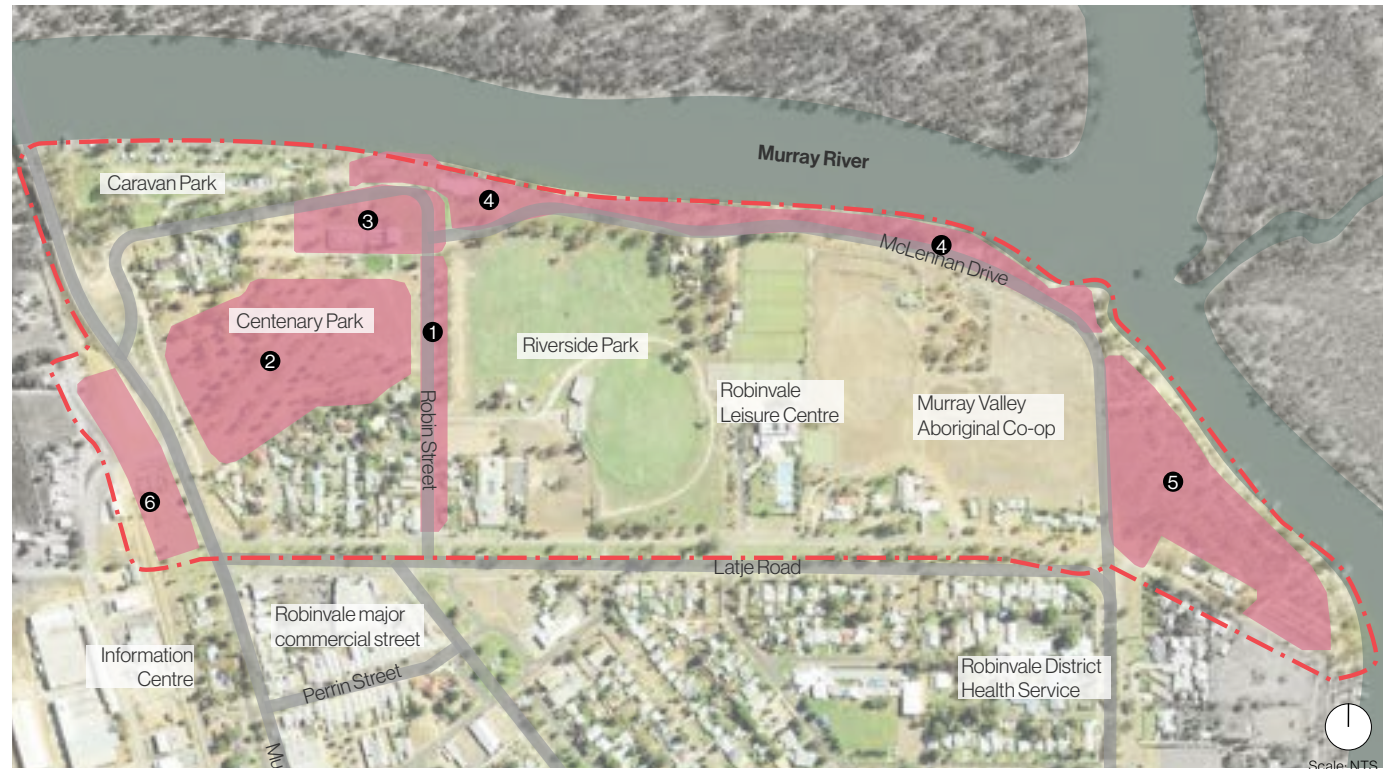 Murray River
Caravan Park
3
4
4
McLennan Drive
Centenary Park
2
1
Riverside Park
Robin Street
Robinvale
Leisure Centre
Murray Valley
Aboriginal Co-op
5
6
Latje Road
Robinvale major
commercial street
Information
Centre
Perrin Street
Robinvale District
Health Service
Mu
Scale: NTS